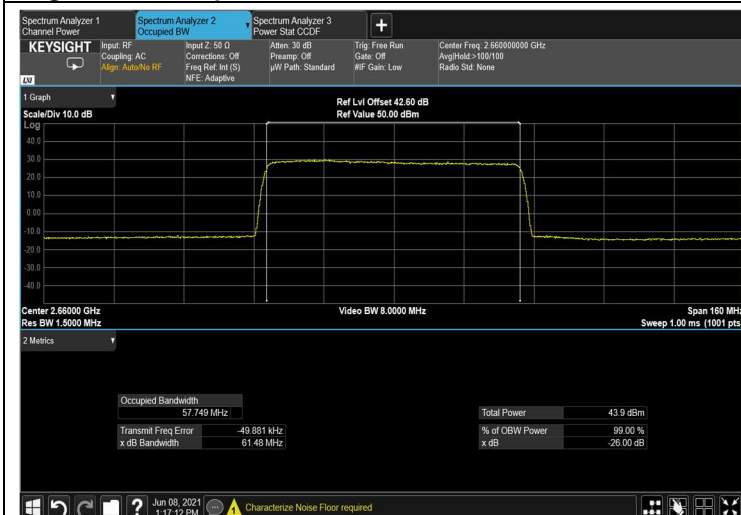 Spectrum Analyzer 1
Channel Power
Spectrum Analyzer 2
Occupied BW
Spectrum Analyzer 3
Power Stat CCDF
+
KEYSIGHT
Input: RF
Coupling: AC
Align: Auto/No RF
Input Z: 50 Ω
Corrections: Off
Freq Ref: Int (S)
NFE: Adaptive
Atten: 30 dB
Preamp: Off
µW Path: Standard
Trig: Free Run
Gate: Off
#IF Gain: Low
Center Freq: 2.660000000 GHz
Avg|Hold:>100/100
Radio Std: None
LXI
1 Graph
Scale/Div 10.0 dB
Ref Lvl Offset 42.60 dB
Ref Value 50.00 dBm
Log
40.0
30.0
20.0
10.0
0.00
-10.0
-20.0
-30.0
-40.0
Center 2.66000 GHz
Res BW 1.5000 MHz
Video BW 8.0000 MHz
Span 160 MHz
Sweep 1.00 ms (1001 pts
2 Metrics
Occupied Bandwidth
57.749 MHz
Transmit Freq Error -49.881 kHz
x dB Bandwidth 61.48 MHz
Total Power 43.9 dBm
% of OBW Power 99.00 %
x dB -26.00 dB
?
Jun 08, 2021
1:17:12 PM
Characterize Noise Floor required